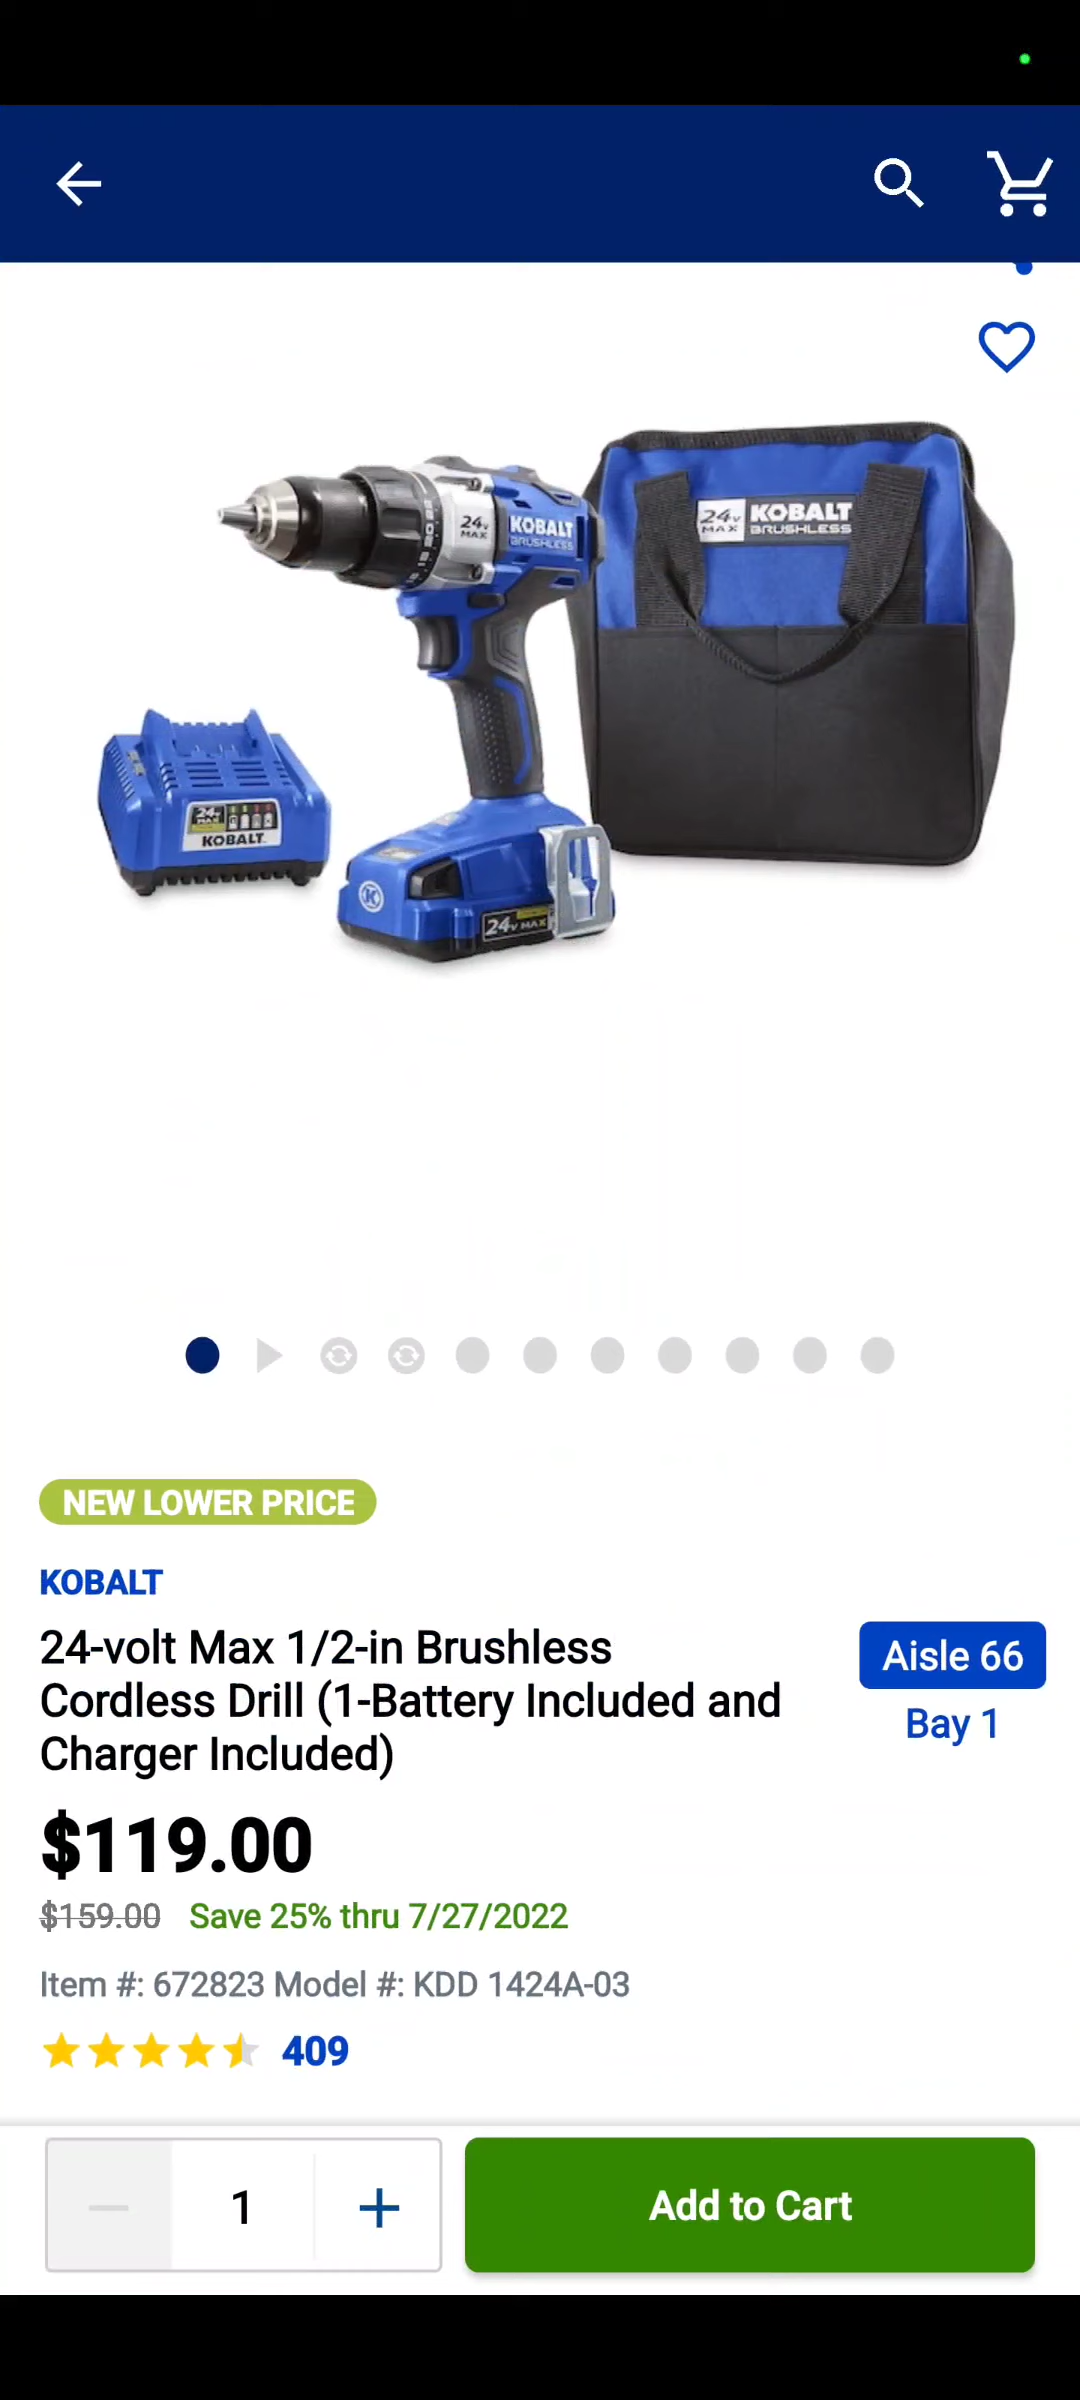 24V MAX
KOBALT
BRUSHLESS
24V MAX
KOBALT
BRUSHLESS
24V MAX
KOBALT
24V MAX
NEW LOWER PRICE
KOBALT
24-volt Max 1/2-in Brushless
Cordless Drill (1-Battery Included and
Charger Included)
Aisle 66
Bay 1
$119.00
$159.00 Save 25% thru 7/27/2022
Item #: 672823 Model #: KDD 1424A-03
409
1
Add to Cart